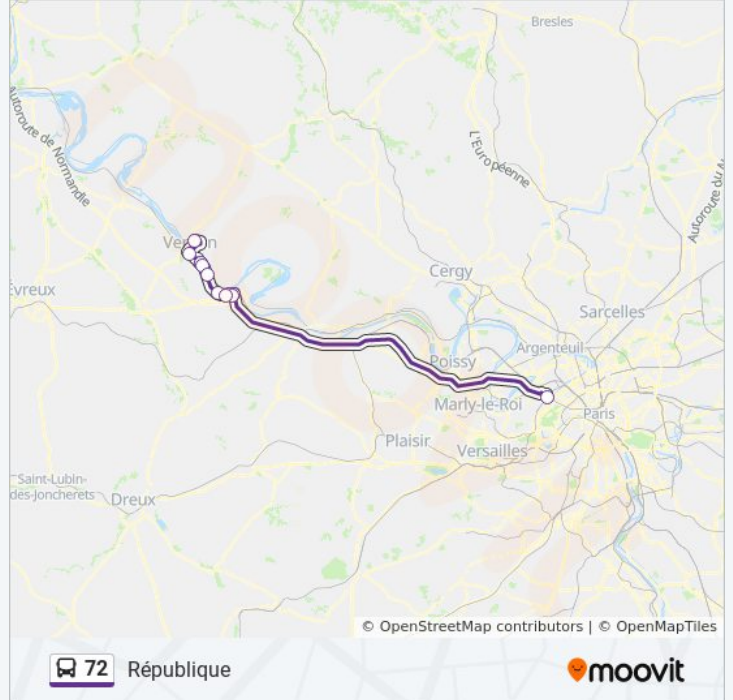 Bresles
Autoroute de Normandie
L'Européenne
Autoroute du
Vernon
Évreux
Cergy
Sarcelles
Argenteuil
Poissy
Marly-le-Roi
Paris
Plaisir
Versailles
Saint-Lubin-
des-Joncherets
Dreux
© OpenStreetMap contributors | © OpenMapTiles
72 République
moovit